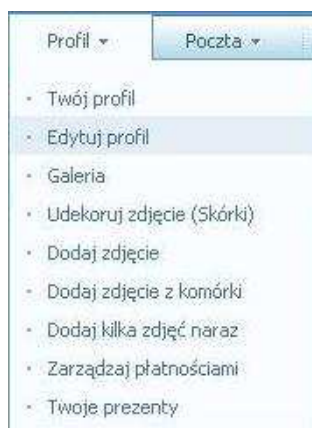 Profil Poczta
Twój profil
Edytuj profil
Galeria
Udekoruj zdjęcie (Skórki)
Dodaj zdjęcie
Dodaj zdjęcie z komórki
Dodaj kilka zdjęć naraz
Zarządzaj płatnościami
Twoje prezenty